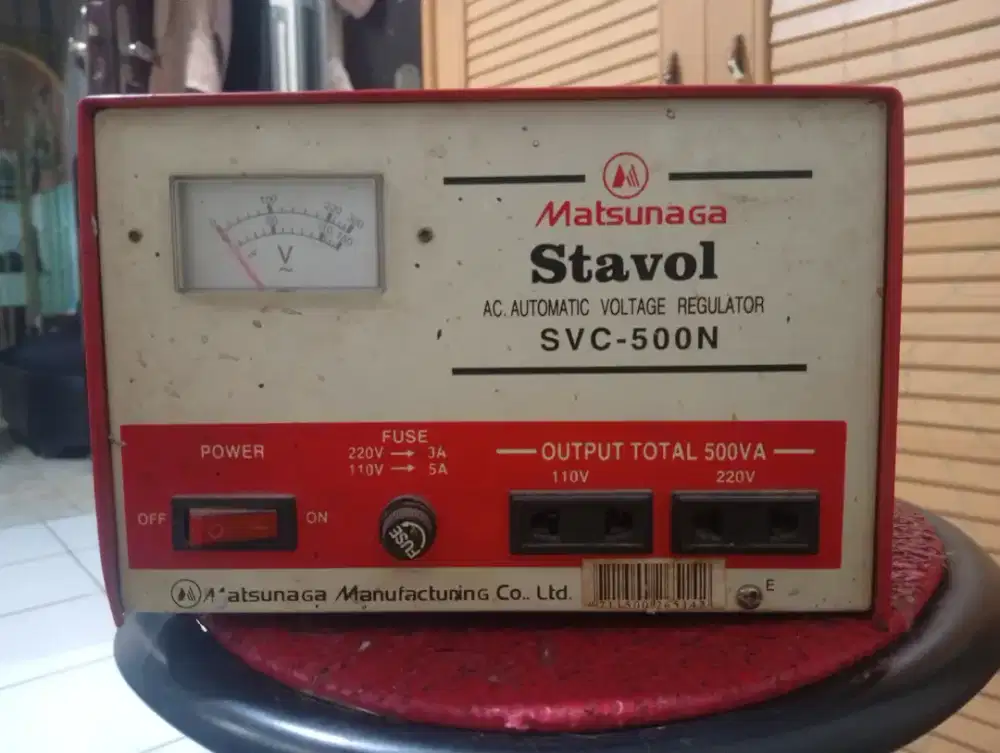 Matsunaga
Stavol
AC. AUTOMATIC VOLTAGE REGULATOR
SVC-500N
V
POWER
OFF
ON
FUSE
220V → 3A
110V → 5A
FUSE
OUTPUT TOTAL 500VA
110V
220V
Matsunaga Manufacturing Co.. Ltd.
E